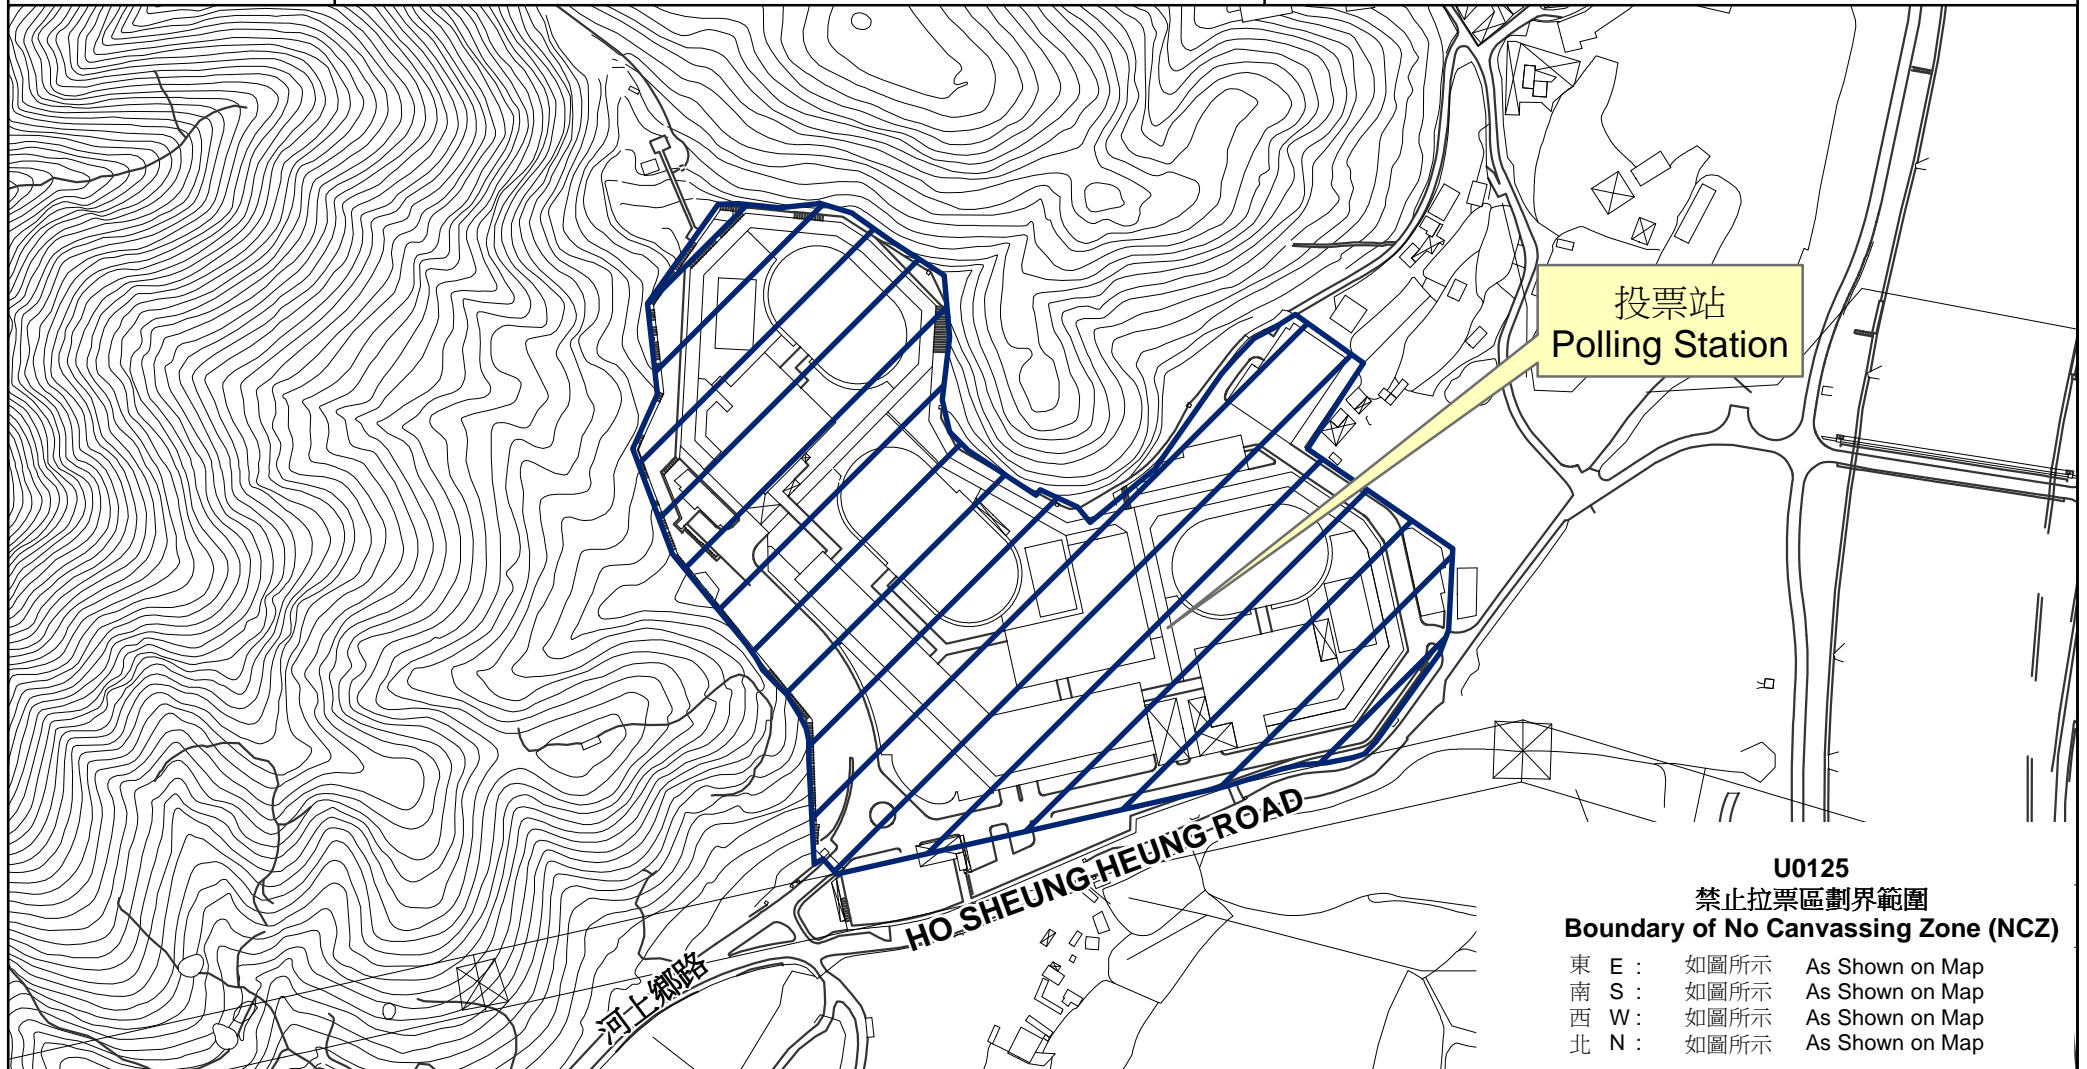 投票站
Polling Station
HO SHEUNG HEUNG ROAD
河上鄉路
U0125
禁止拉票區劃界範圍
Boundary of No Canvassing Zone (NCZ)
東 E : 如圖所示 As Shown on Map
南 S : 如圖所示 As Shown on Map
西 W : 如圖所示 As Shown on Map
北 N : 如圖所示 As Shown on Map